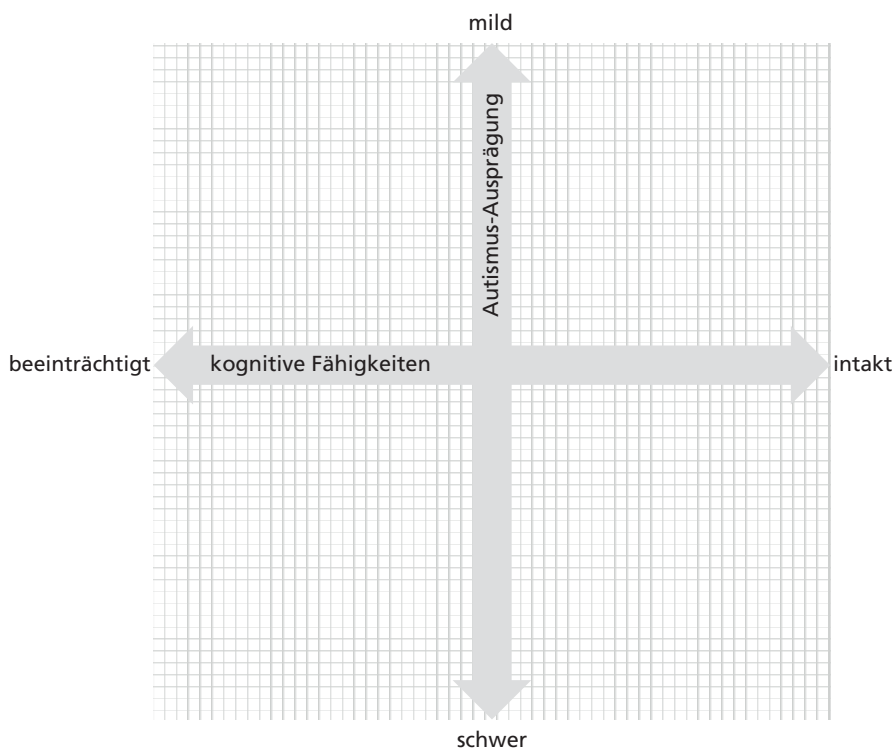 mild
Autismus-Ausprägung
beeinträchtigt
kognitive Fähigkeiten
intakt
schwer